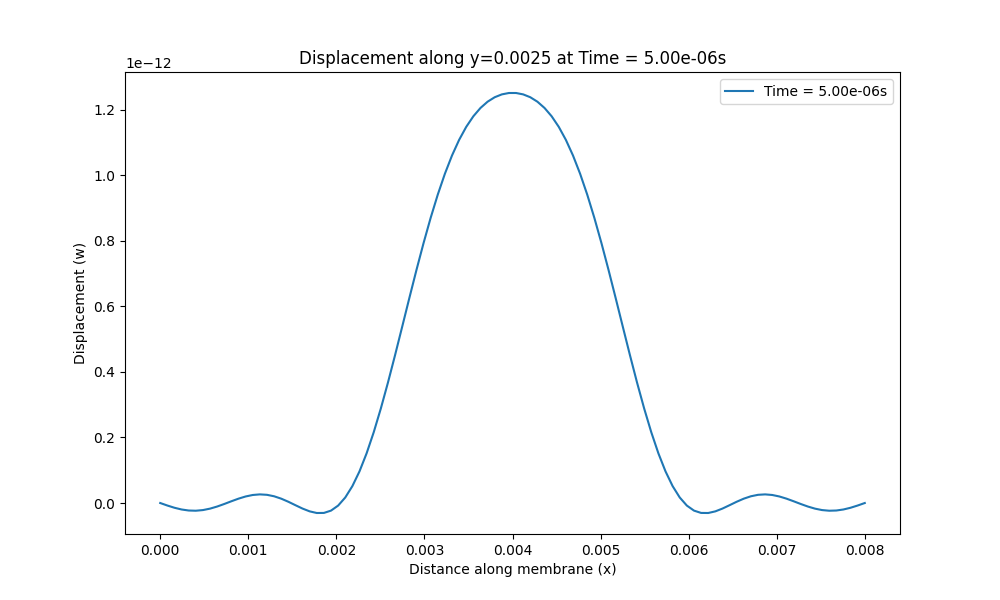 Displacement along y=0.0025 at Time = 5.00e-06s
1e−12
Time = 5.00e-06s
1.2
1.0
0.8
0.6
0.4
0.2
0.0
Displacement (w)
0.000 0.001 0.002 0.003 0.004 0.005 0.006 0.007 0.008
Distance along membrane (x)